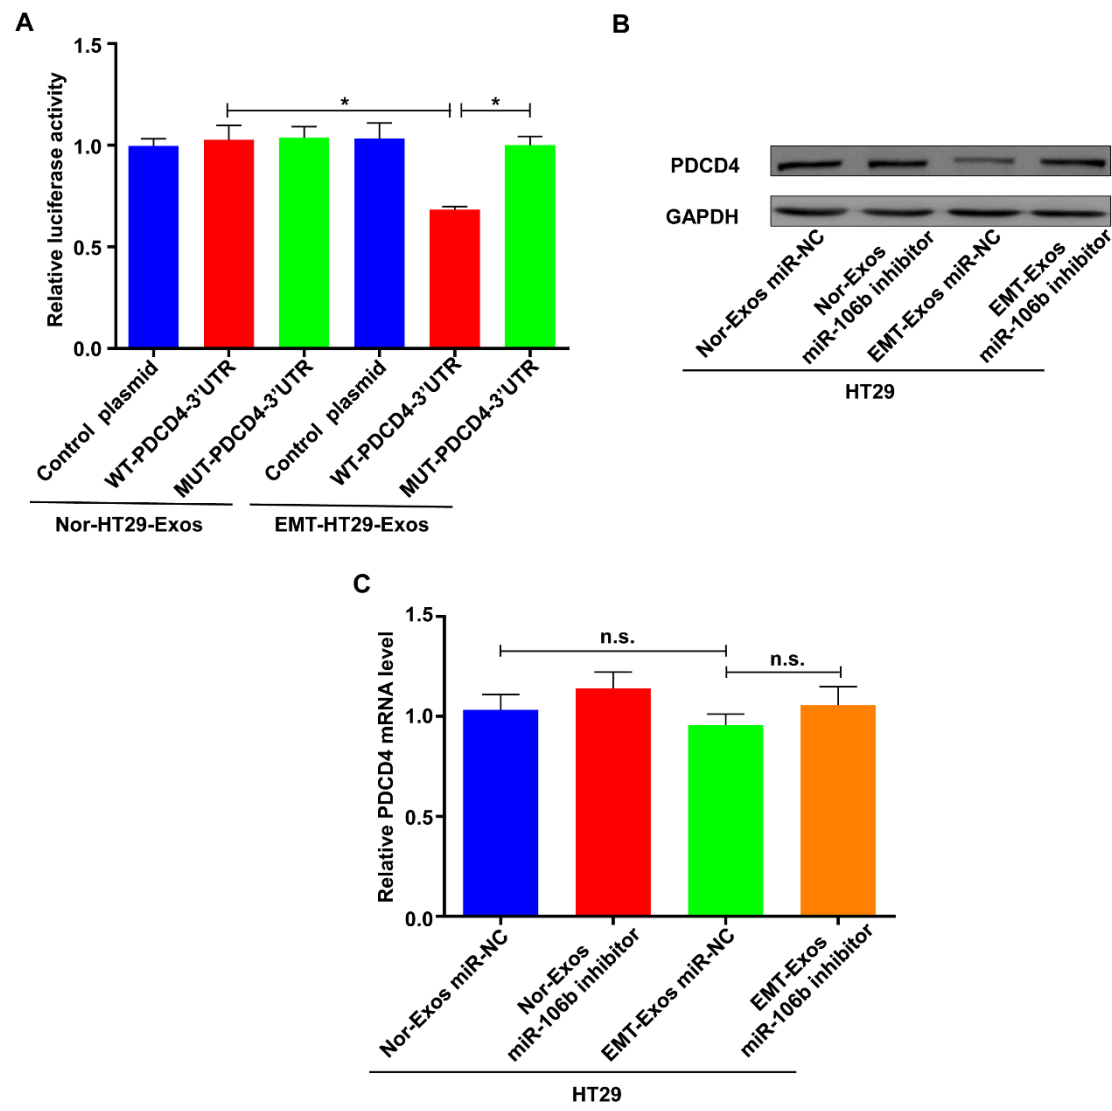 A
Relative luciferase activity
1.5
1.0
0.5
0.0
*
*
Control plasmid
WT-PDCD4-3'UTR
MUT-PDCD4-3'UTR
Control plasmid
WT-PDCD4-3'UTR
MUT-PDCD4-3'UTR
Nor-HT29-Exos
EMT-HT29-Exos
B
PDCD4
GAPDH
Nor-Exos miR-NC
Nor-Exos
miR-106b inhibitor
EMT-Exos miR-NC
EMT-Exos
miR-106b inhibitor
HT29
C
Relative PDCD4 mRNA level
1.5
1.0
0.5
0.0
n.s.
n.s.
Nor-Exos miR-NC
Nor-Exos
miR-106b inhibitor
EMT-Exos miR-NC
EMT-Exos
miR-106b inhibitor
HT29